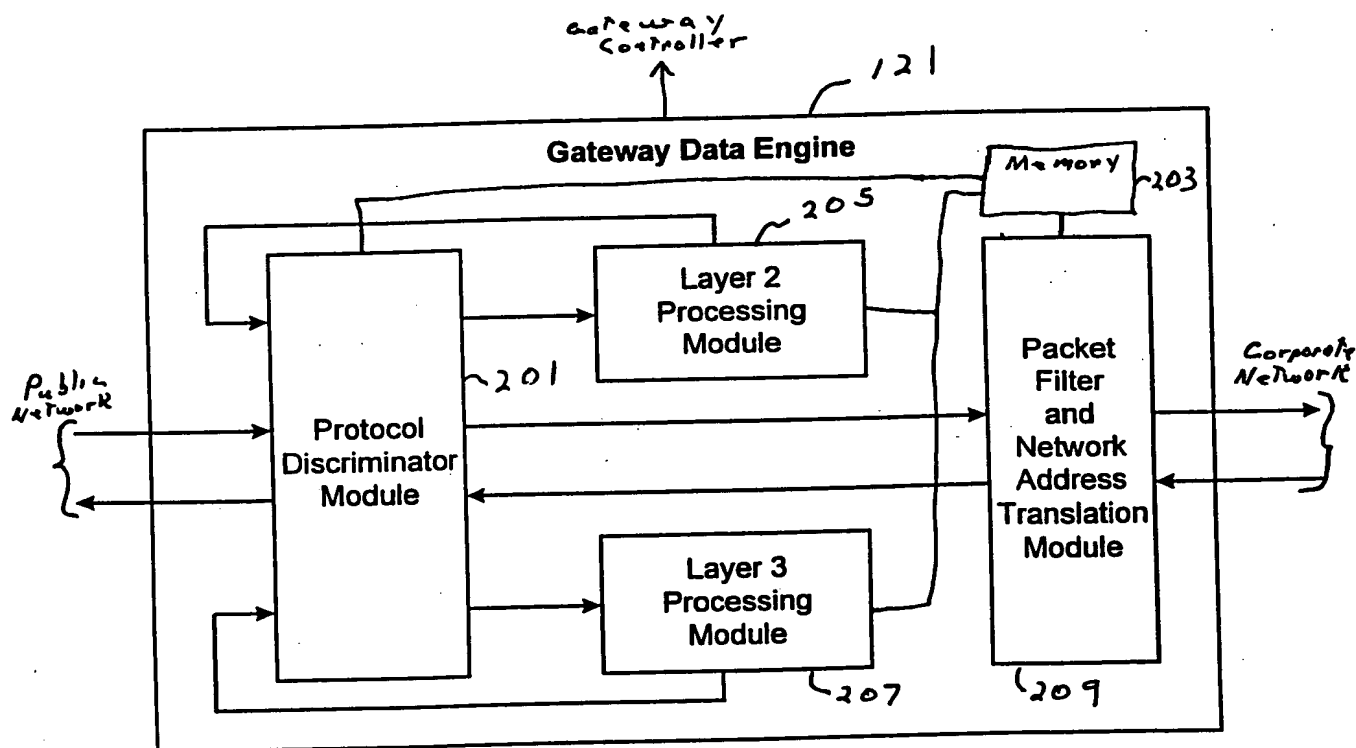 Gateway
Controller
121
Gateway Data Engine
Memory
203
205
Layer 2
Processing
Module
201
Public
Network
Protocol
Discriminator
Module
Packet
Filter
and
Network
Address
Translation
Module
Corporate
Network
Layer 3
Processing
Module
207
209